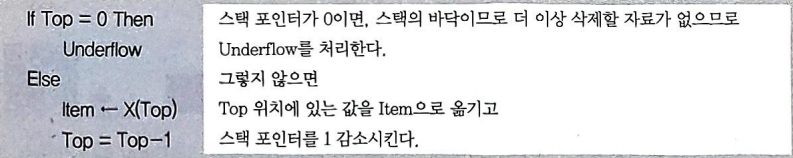 If Top = 0 Then 스택 포인터가 0이면, 스택의 바닥이므로 더 이상 삭제할 자료가 없으므로
Underflow Underflow를 처리한다.
Else 그렇지 않으면
Item ← X(Top) Top 위치에 있는 값을 Item으로 옮기고
Top = Top−1 스택 포인터를 1 감소시킨다.